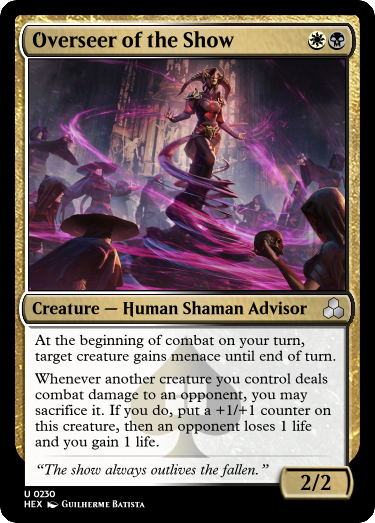 Overseer of the Show
Creature — Human Shaman Advisor
At the beginning of combat on your turn,
target creature gains menace until end of turn.
Whenever another creature you control deals
combat damage to an opponent, you may
sacrifice it. If you do, put a +1/+1 counter on
this creature, then an opponent loses 1 life
and you gain 1 life.
“The show always outlives the fallen.”
2/2
U 0230
HEX Guilherme Batista